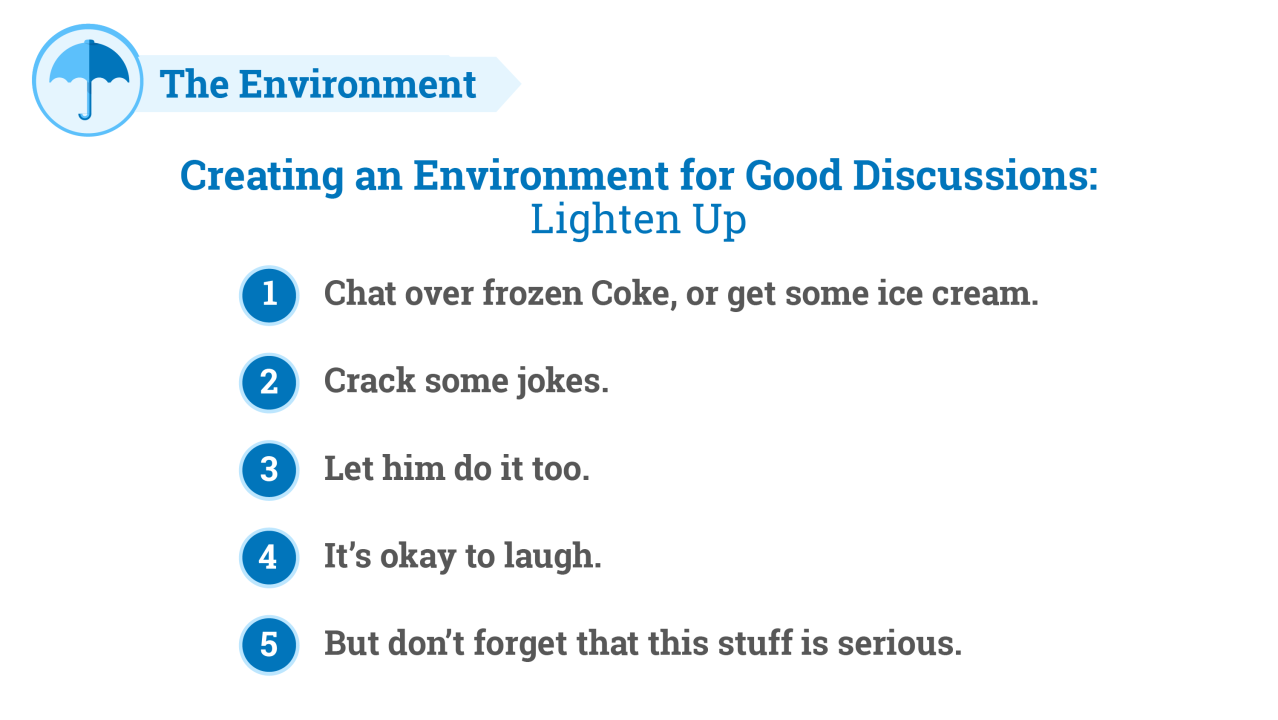 The Environment
Creating an Environment for Good Discussions:
Lighten Up
1 Chat over frozen Coke, or get some ice cream.
2 Crack some jokes.
3 Let him do it too.
4 It’s okay to laugh.
5 But don’t forget that this stuff is serious.